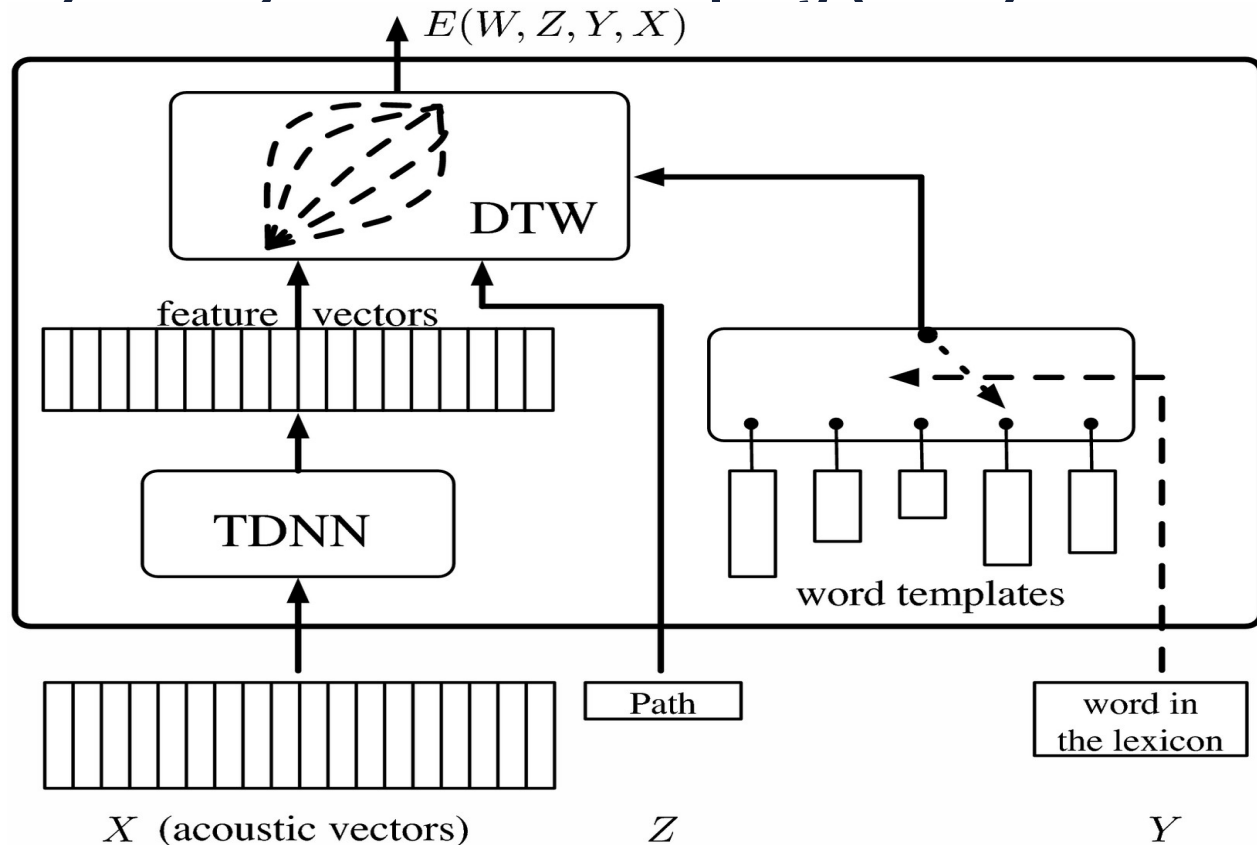 E(W, Z, Y, X)
DTW
feature vectors
TDNN
word templates
Path
word in
the lexicon
X (acoustic vectors)
Z
Y